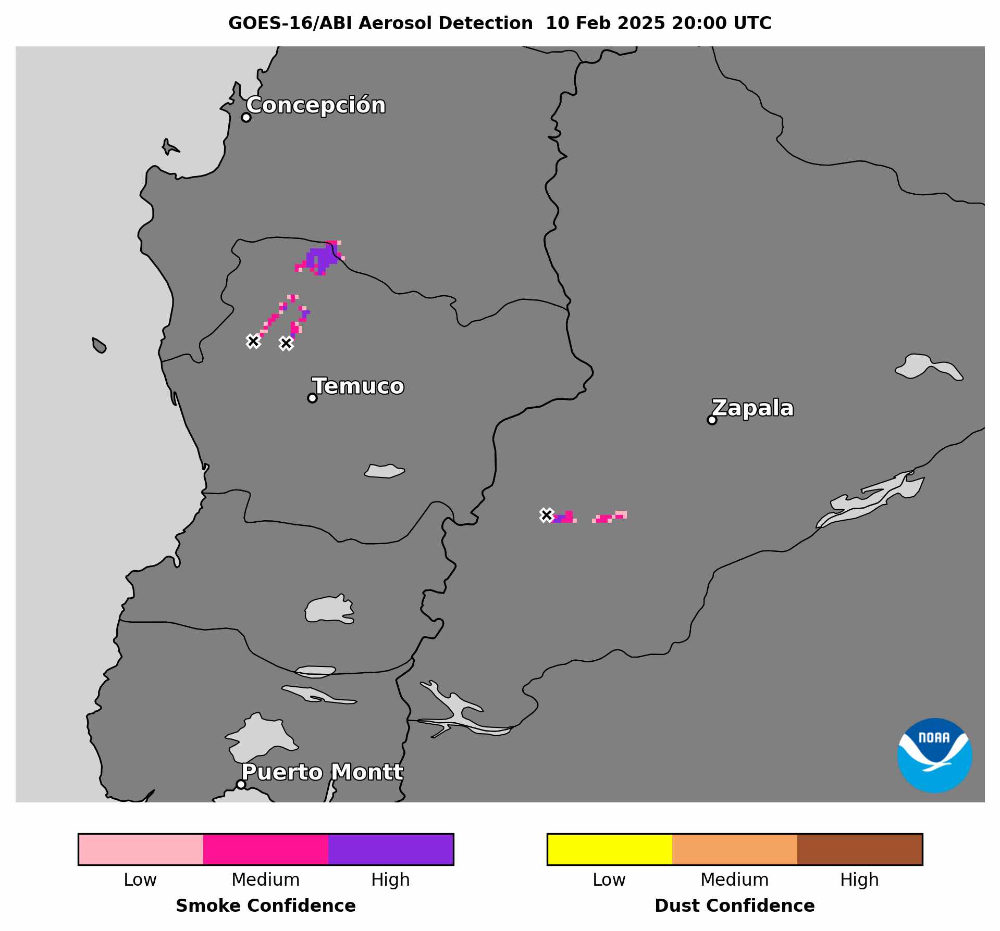 GOES-16/ABI Aerosol Detection  10 Feb 2025 20:00 UTC
Concepción
Temuco
Zapala
NOAA
Puerto Montt
Low Medium High
Smoke Confidence
Low Medium High
Dust Confidence